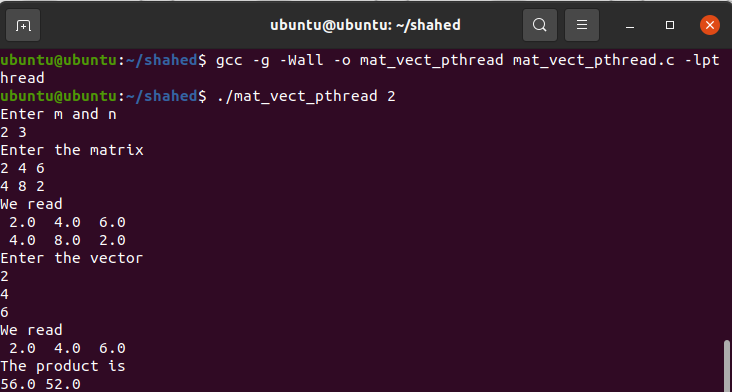 ubuntu@ubuntu: ~/shahed
ubuntu@ubuntu:~/shahed$ gcc -g -Wall -o mat_vect_pthread mat_vect_pthread.c -lpt
hread
ubuntu@ubuntu:~/shahed$ ./mat_vect_pthread 2
Enter m and n
2 3
Enter the matrix
2 4 6
4 8 2
We read
 2.0  4.0  6.0
 4.0  8.0  2.0
Enter the vector
2
4
6
We read
 2.0  4.0  6.0
The product is
56.0 52.0